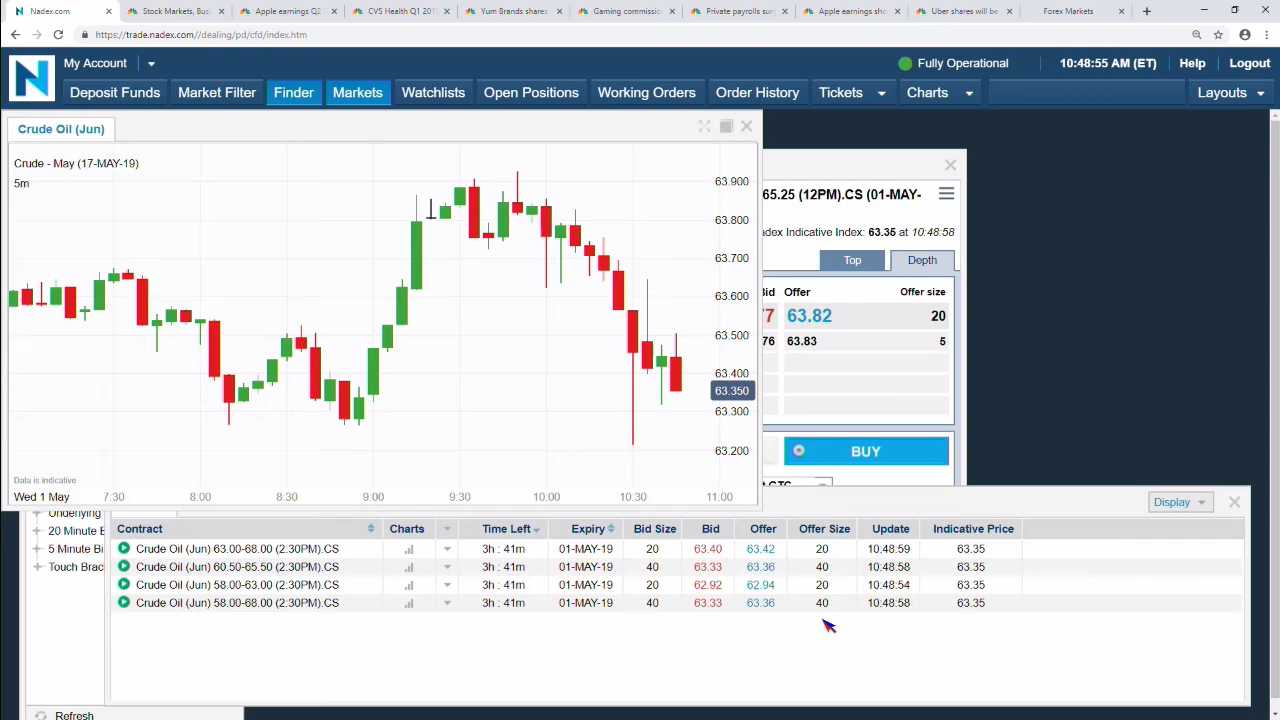 Nadex.com
Stock Markets, Busi
Apple earnings Q2
CVS Health Q1 201
Yum Brands shares
Gaming commissio
Private payrolls sur
Apple earnings sho
Uber shares will be
Forex Markets
https://trade.nadex.com/dealing/pd/cfd/index.htm
N
My Account
Fully Operational
10:48:55 AM (ET)
Help
Logout
Deposit Funds
Market Filter
Finder
Markets
Watchlists
Open Positions
Working Orders
Order History
Tickets
Charts
Layouts
Crude Oil (Jun)
Crude - May (17-MAY-19)
5m
63.900
63.800
63.700
63.600
63.500
63.400
63.350
63.300
63.200
Data is indicative
Wed 1 May 7:30 8:00 8:30 9:00 9:30 10:00 10:30 11:00
65.25 (12PM).CS (01-MAY-
adex Indicative Index: 63.35 at 10:48:58
Top Depth
Bid Offer Offer size
77 63.82 20
76 63.83 5
BUY
GTC
Display
Underlying
20 Minute B
5 Minute Bi
Touch Brac
Refresh
Contract Charts Time Left Expiry Bid Size Bid Offer Offer Size Update Indicative Price
Crude Oil (Jun) 63.00-68.00 (2.30PM).CS 3h : 41m 01-MAY-19 20 63.40 63.42 20 10:48:59 63.35
Crude Oil (Jun) 60.50-65.50 (2.30PM).CS 3h : 41m 01-MAY-19 40 63.33 63.36 40 10:48:58 63.35
Crude Oil (Jun) 58.00-63.00 (2.30PM).CS 3h : 41m 01-MAY-19 20 62.92 62.94 20 10:48:54 63.35
Crude Oil (Jun) 58.00-68.00 (2.30PM).CS 3h : 41m 01-MAY-19 40 63.33 63.36 40 10:48:58 63.35